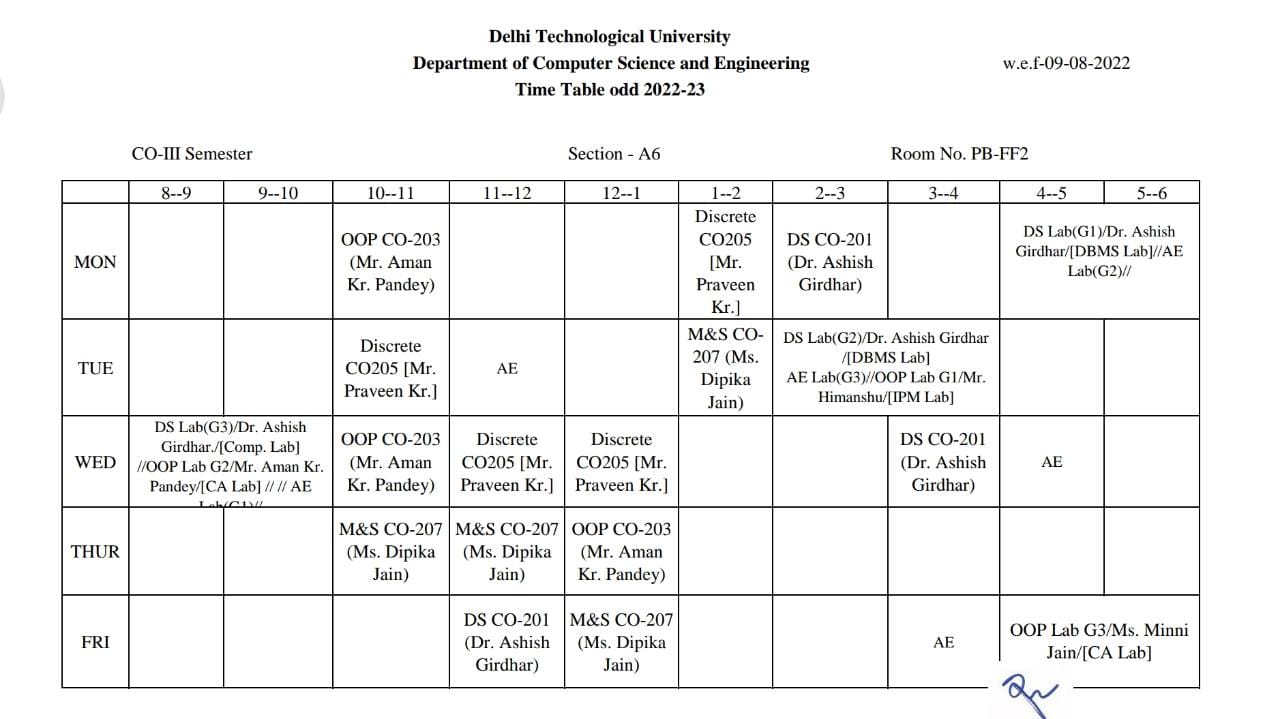 Delhi Technological University
Department of Computer Science and Engineering
w.e.f-09-08-2022
Time Table odd 2022-23
CO-III Semester
Section - A6
Room No. PB-FF2
8--9
9--10
10--11
11--12
12--1
1--2
2--3
3--4
4--5
5--6
MON
OOP CO-203
(Mr. Aman
Kr. Pandey)
Discrete
CO205
[Mr.
Praveen
Kr.]
DS CO-201
(Dr. Ashish
Girdhar)
DS Lab(G1)/Dr. Ashish
Girdhar/[DBMS Lab]//AE
Lab(G2)//
TUE
Discrete
CO205 [Mr.
Praveen Kr.]
AE
M&S CO-
207 (Ms.
Dipika
Jain)
DS Lab(G2)/Dr. Ashish Girdhar
/[DBMS Lab]
AE Lab(G3)//OOP Lab G1/Mr.
Himanshu/[IPM Lab]
WED
DS Lab(G3)/Dr. Ashish
Girdhar./[Comp. Lab]
//OOP Lab G2/Mr. Aman Kr.
Pandey/[CA Lab] // // AE
Lab(G1)//
OOP CO-203
(Mr. Aman
Kr. Pandey)
Discrete
CO205 [Mr.
Praveen Kr.]
Discrete
CO205 [Mr.
Praveen Kr.]
DS CO-201
(Dr. Ashish
Girdhar)
AE
THUR
M&S CO-207
(Ms. Dipika
Jain)
M&S CO-207
(Ms. Dipika
Jain)
OOP CO-203
(Mr. Aman
Kr. Pandey)
FRI
DS CO-201
(Dr. Ashish
Girdhar)
M&S CO-207
(Ms. Dipika
Jain)
AE
OOP Lab G3/Ms. Minni
Jain/[CA Lab]